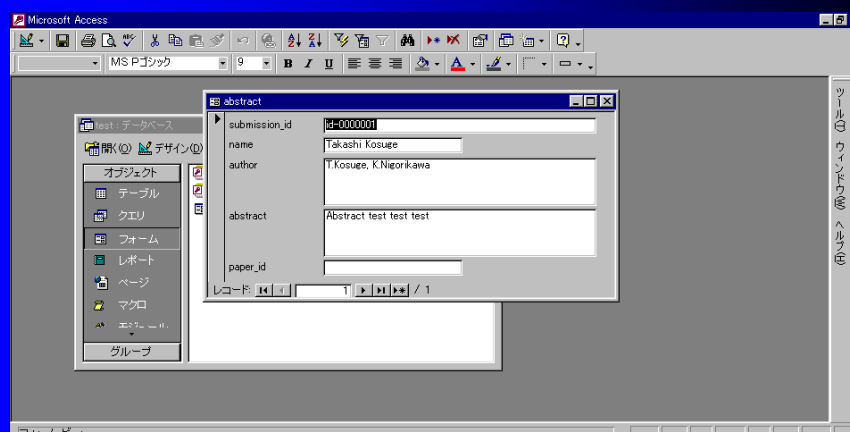 Microsoft Access
MS Pゴシック
9
B I U
ツール(T) ウィンドウ(W) ヘルプ(H)
test : データベース
開く(O) デザイン(D)
オブジェクト
テーブル
クエリ
フォーム
レポート
ページ
マクロ
グループ
abstract
submission_id id-0000001
name Takashi Kosuge
author T.Kosuge, K.Nigorikawa
abstract Abstract test test test
paper_id
レコード: 1 / 1